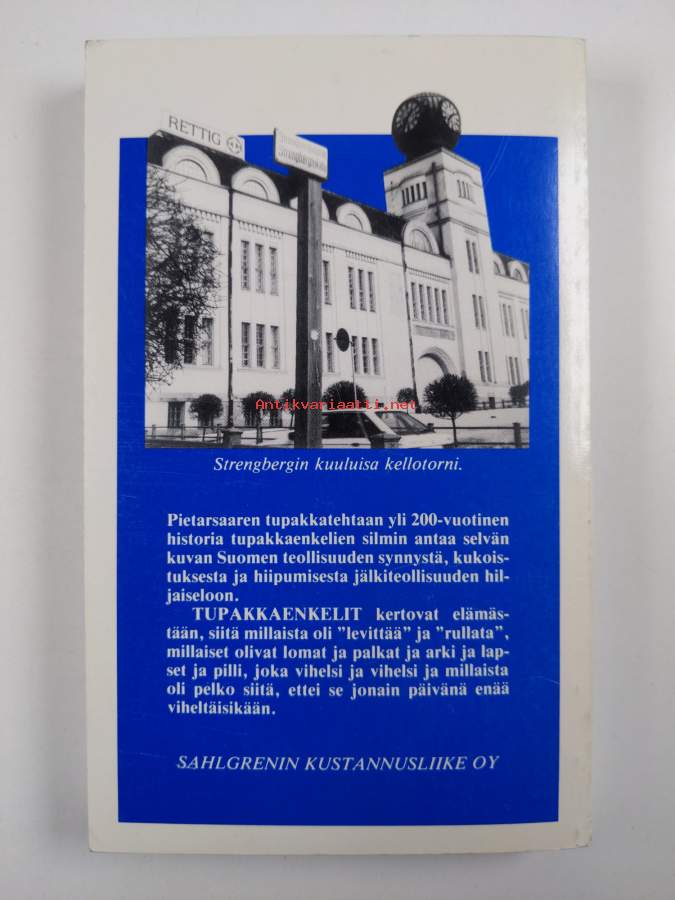 RETTIG
Antikvariaatti.net
Strengbergin kuuluisa kellotorni.
Pietarsaaren tupakkatehtaan yli 200-vuotinen
historia tupakkaenkelien silmin antaa selvän
kuvan Suomen teollisuuden synnystä, kukois-
tuksesta ja hiipumisesta jälkiteollisuuden hil-
jaiseloon.
TUPAKKAENKELIT kertovat elämäs-
tään, siitä millaista oli ”levittää” ja ”rullata”,
millaiset olivat lomat ja palkat ja arki ja lap-
set ja pilli, joka vihelsi ja vihelsi ja millaista
oli pelko siitä, ettei se jonain päivänä enää
viheltäisikään.
SAHLGRENIN KUSTANNUSLIIKE OY